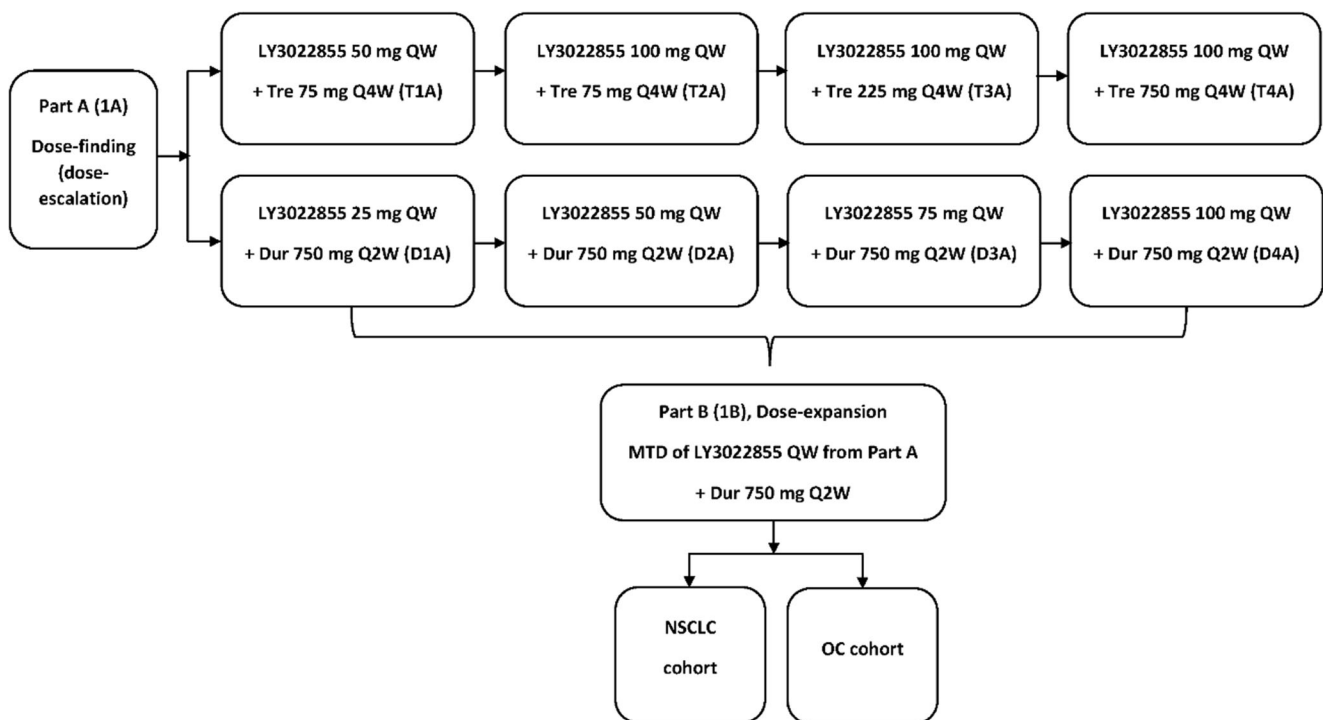 Part A (1A)
Dose-finding
(dose-
escalation)
LY3022855 50 mg QW
+ Tre 75 mg Q4W (T1A)
LY3022855 100 mg QW
+ Tre 75 mg Q4W (T2A)
LY3022855 100 mg QW
+ Tre 225 mg Q4W (T3A)
LY3022855 100 mg QW
+ Tre 750 mg Q4W (T4A)
LY3022855 25 mg QW
+ Dur 750 mg Q2W (D1A)
LY3022855 50 mg QW
+ Dur 750 mg Q2W (D2A)
LY3022855 75 mg QW
+ Dur 750 mg Q2W (D3A)
LY3022855 100 mg QW
+ Dur 750 mg Q2W (D4A)
Part B (1B), Dose-expansion
MTD of LY3022855 QW from Part A
+ Dur 750 mg Q2W
NSCLC
cohort
OC cohort